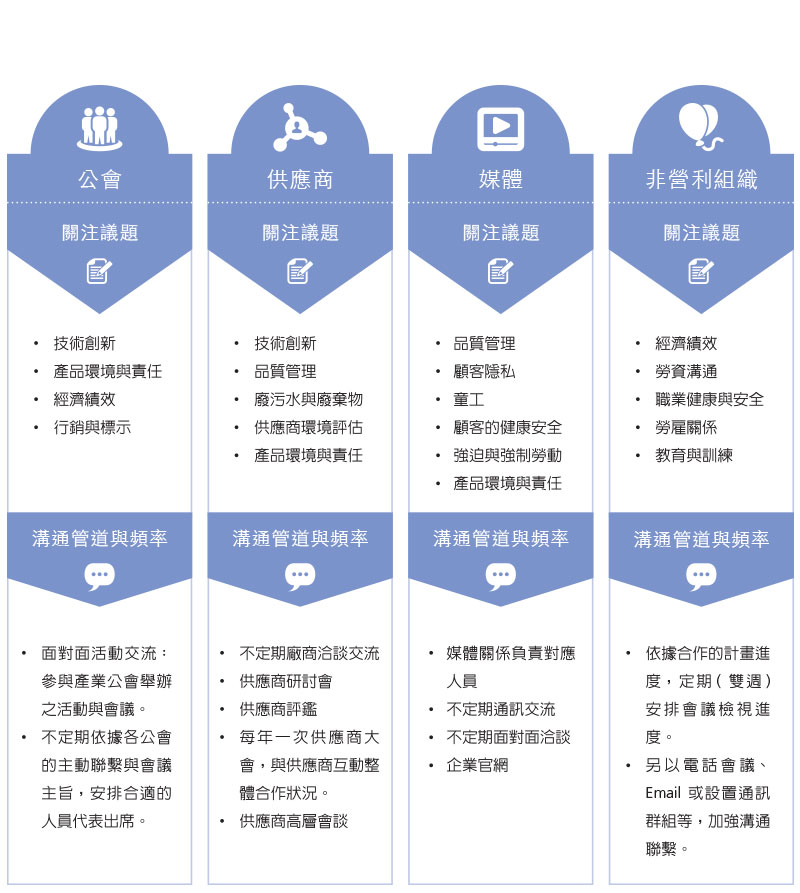 公會
關注議題
• 技術創新
• 產品環境與責任
• 經濟績效
• 行銷與標示
溝通管道與頻率
• 面對面活動交流：
參與產業公會舉辦
之活動與會議。
• 不定期依據各公會
的主動聯繫與會議
主旨，安排合適的
人員代表出席。
供應商
關注議題
• 技術創新
• 品質管理
• 廢污水與廢棄物
• 供應商環境評估
• 產品環境與責任
溝通管道與頻率
• 不定期廠商洽談交流
• 供應商研討會
• 供應商評鑑
• 每年一次供應商大
會，與供應商互動整
體合作狀況。
• 供應商高層會談
媒體
關注議題
• 品質管理
• 顧客隱私
• 童工
• 顧客的健康安全
• 強迫與強制勞動
• 產品環境與責任
溝通管道與頻率
• 媒體關係負責對應
人員
• 不定期通訊交流
• 不定期面對面洽談
• 企業官網
非營利組織
關注議題
• 經濟績效
• 勞資溝通
• 職業健康與安全
• 勞雇關係
• 教育與訓練
溝通管道與頻率
• 依據合作的計畫進
度，定期 ( 雙週 )
安排會議檢視進
度。
• 另以電話會議、
Email 或設置通訊
群組等，加強溝通
聯繫。